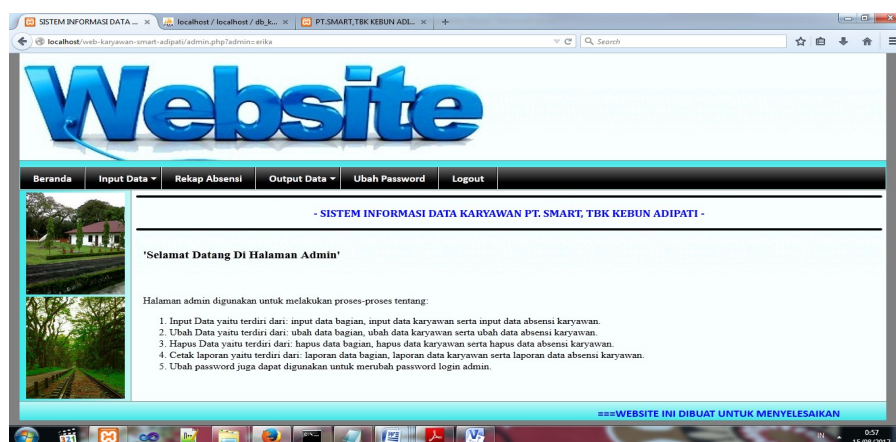 SISTEM INFORMASI DATA ...
localhost / localhost / db_k...
PT.SMART,TBK KEBUN ADI...
localhost/web-karyawan-smart-adipati/admin.php?admin=erika
Search
Website
Beranda
Input Data
Rekap Absensi
Output Data
Ubah Password
Logout
- SISTEM INFORMASI DATA KARYAWAN PT. SMART, TBK KEBUN ADIPATI -
'Selamat Datang Di Halaman Admin'
Halaman admin digunakan untuk melakukan proses-proses tentang:
1. Input Data yaitu terdiri dari: input data bagian, input data karyawan serta input data absensi karyawan.
2. Ubah Data yaitu terdiri dari: ubah data bagian, ubah data karyawan serta ubah data absensi karyawan.
3. Hapus Data yaitu terdiri dari: hapus data bagian, hapus data karyawan serta hapus data absensi karyawan.
4. Cetak laporan yaitu terdiri dari: laporan data bagian, laporan data karyawan serta laporan data absensi karyawan.
5. Ubah password juga dapat digunakan untuk merubah password login admin.
===WEBSITE INI DIBUAT UNTUK MENYELESAIKAN
IN
0:57